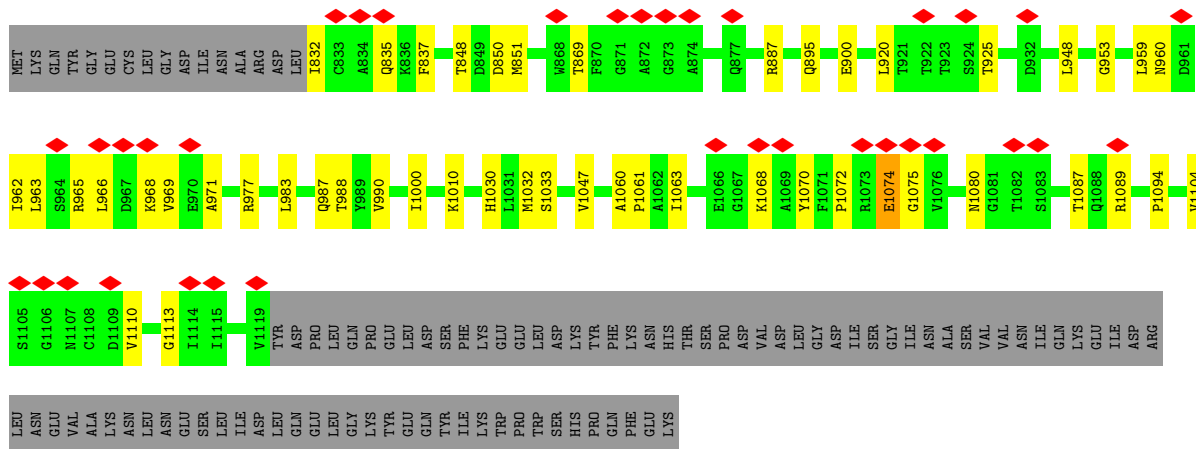 MET LYS GLN TYR GLY GLU CYS LEU GLY ASP ILE ASN ALA ARG ASP LEU I832 C833 A834 Q835 K836 F837 T848 D849 D850 M851 W868 T869 F870 G871 A872 G873 A874 Q877 R887 Q895 E900 L920 T921 T922 T923 S924 T925 D932 L948 G953 L959 N960 D961
I962 L963 S964 R965 L966 D967 K968 V969 E970 A971 R977 L983 Q987 T988 Y989 V990 I1000 K1010 H1030 L1031 M1032 S1033 V1047 A1060 P1061 A1062 I1063 E1066 G1067 K1068 A1069 Y1070 F1071 P1072 R1073 E1074 G1075 V1076 N1080 G1081 T1082 S1083 T1087 Q1088 R1089 P1094 V1104
S1105 G1106 N1107 C1108 D1109 V1110 G1113 I1114 I1115 V1119 TYR ASP PRO LEU GLN PRO GLU LEU ASP SER PHE LYS GLU GLU LEU ASP LYS TYR PHE LYS ASN HIS THR SER PRO ASP VAL ASP LEU GLY ASP ILE SER GLY ILE ASN ALA SER VAL VAL ASN ILE GLN LYS GLU ILE ASP ARG
LEU ASN GLU VAL ALA LYS ASN LEU ASN GLU SER LEU ILE ASP LEU GLN GLU LEU GLY LYS TYR GLU GLN TYR ILE LYS TRP PRO TRP SER HIS PRO GLN PHE GLU LYS